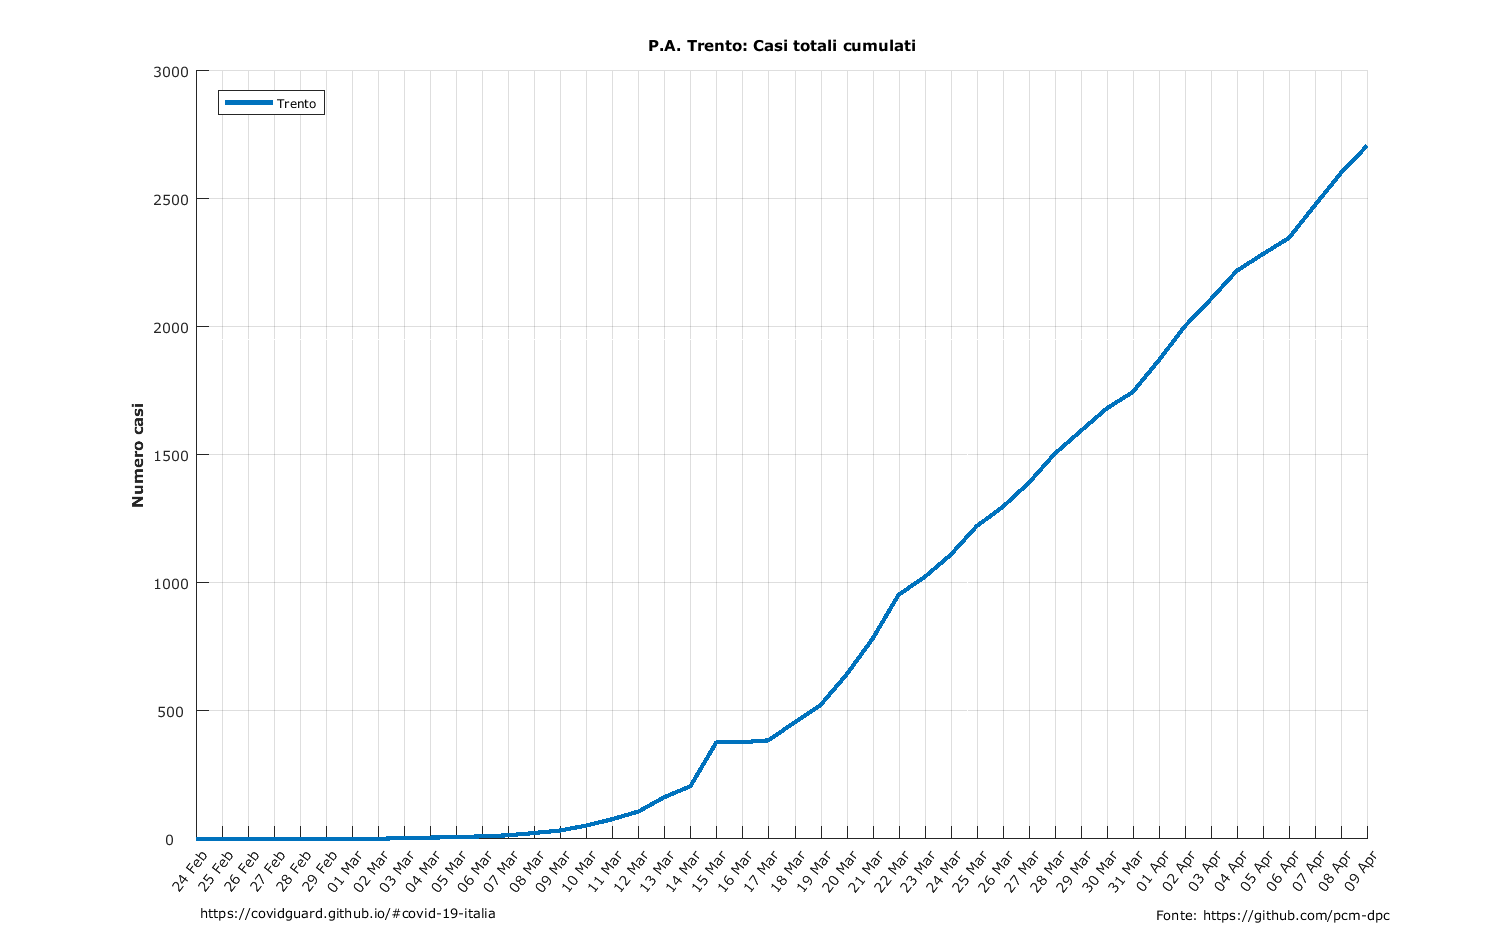 P.A. Trento: Casi totali cumulati
3000
2500
2000
1500
1000
500
0
Numero casi
Trento
24 Feb
25 Feb
26 Feb
27 Feb
28 Feb
29 Feb
01 Mar
02 Mar
03 Mar
04 Mar
05 Mar
06 Mar
07 Mar
08 Mar
09 Mar
10 Mar
11 Mar
12 Mar
13 Mar
14 Mar
15 Mar
16 Mar
17 Mar
18 Mar
19 Mar
20 Mar
21 Mar
22 Mar
23 Mar
24 Mar
25 Mar
26 Mar
27 Mar
28 Mar
29 Mar
30 Mar
31 Mar
01 Apr
02 Apr
03 Apr
04 Apr
05 Apr
06 Apr
07 Apr
08 Apr
09 Apr
https://covidguard.github.io/#covid-19-italia
Fonte: https://github.com/pcm-dpc